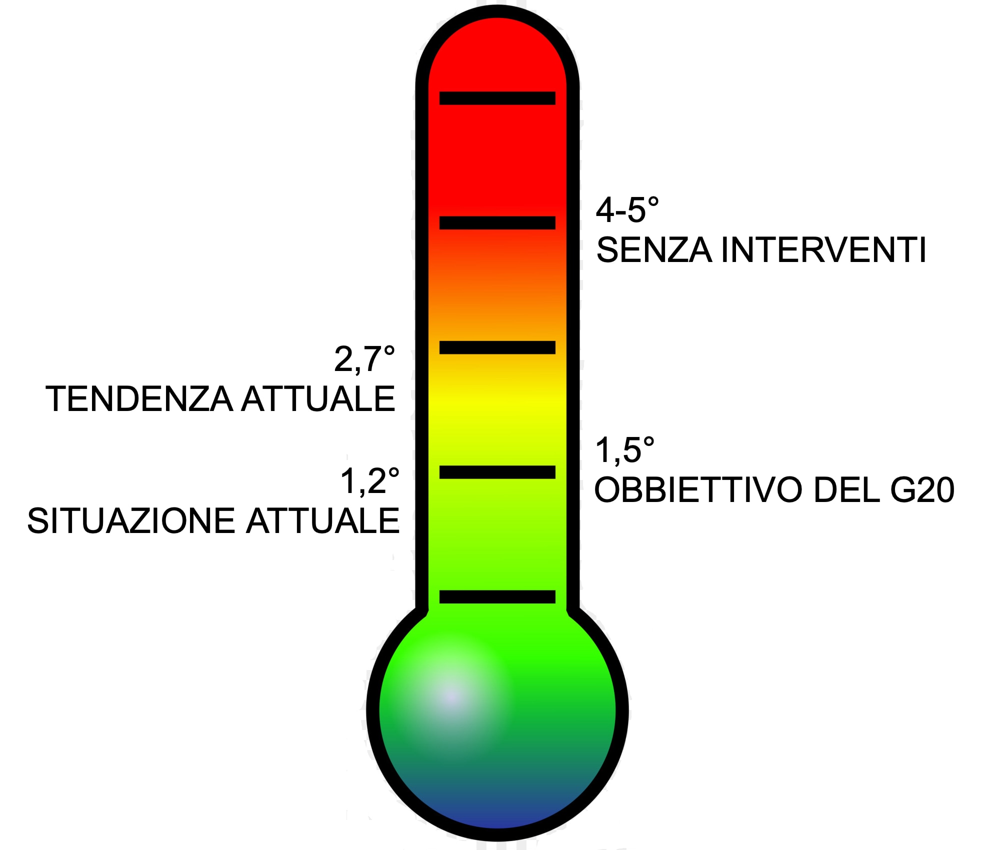 4-5°
SENZA INTERVENTI
2,7°
TENDENZA ATTUALE
1,5°
OBBIETTIVO DEL G20
1,2°
SITUAZIONE ATTUALE